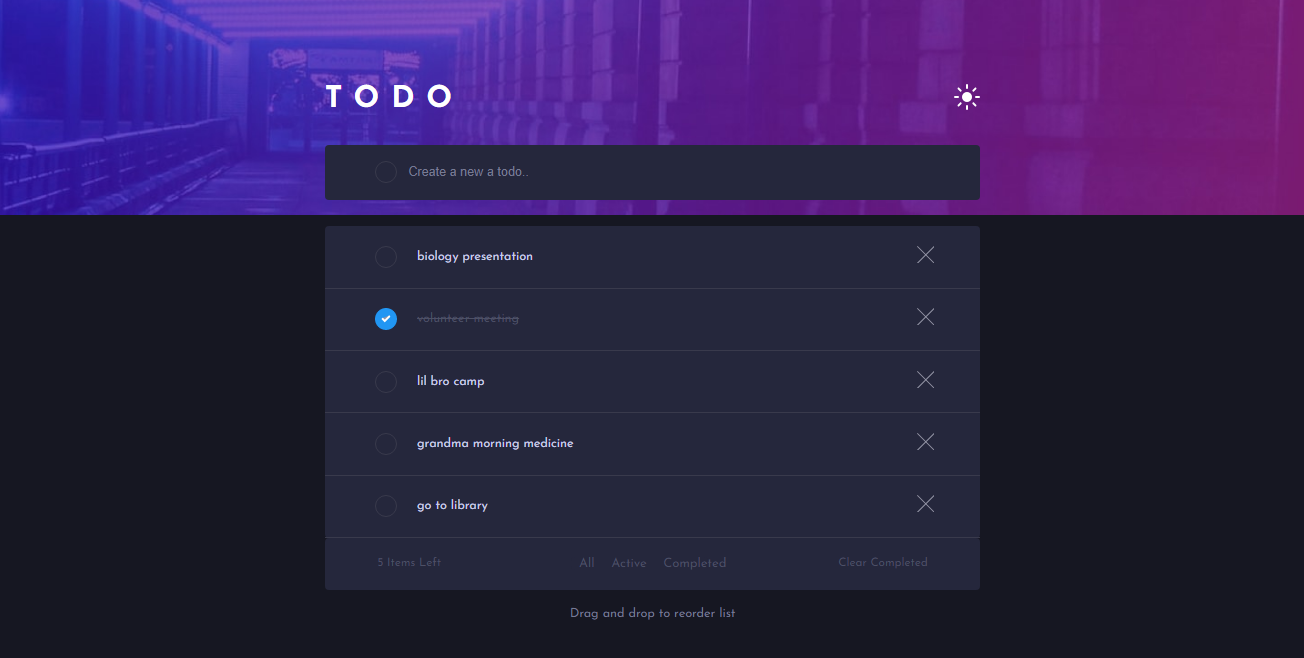 TODO
Create a new a todo..
biology presentation
volunteer meeting
lil bro camp
grandma morning medicine
go to library
5 Items Left All Active Completed Clear Completed
Drag and drop to reorder list